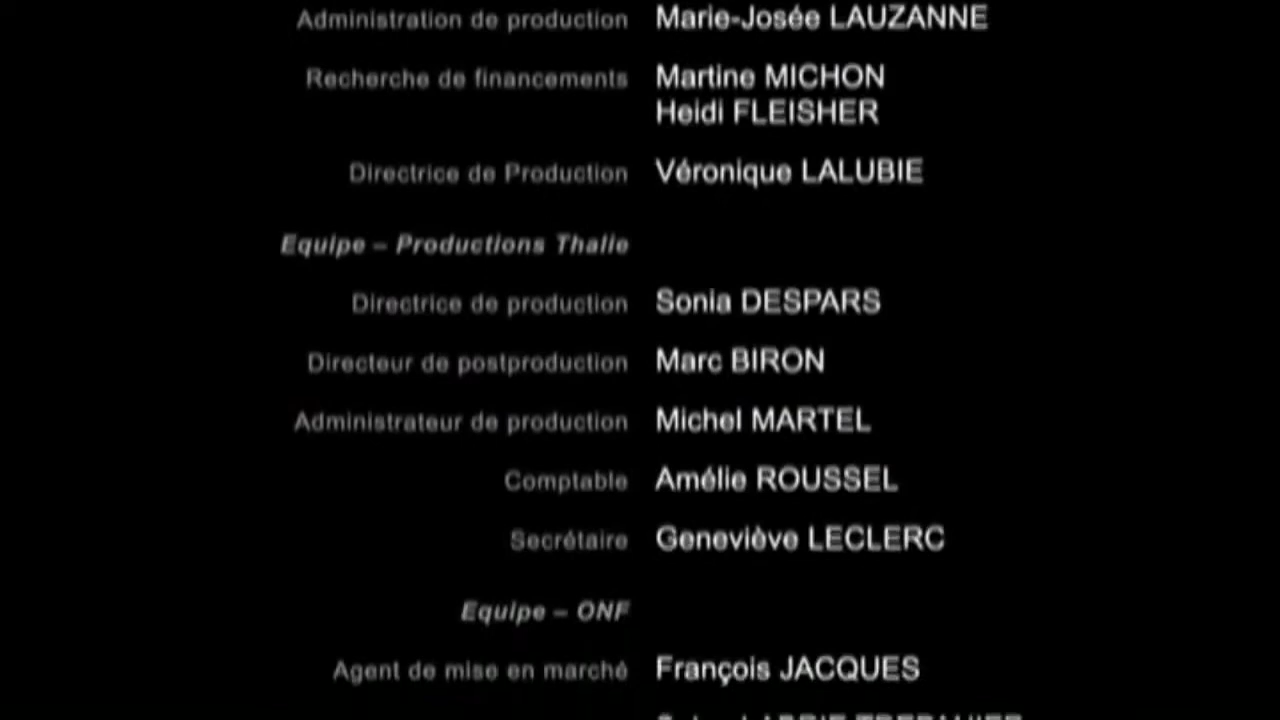 Administration de production Marie-Josée LAUZANNE
Recherche de financements Martine MICHON
Heidi FLEISHER
Directrice de Production Véronique LALUBIE
Equipe – Productions Thalie
Directrice de production Sonia DESPARS
Directeur de postproduction Marc BIRON
Administrateur de production Michel MARTEL
Comptable Amélie ROUSSEL
Secrétaire Geneviève LECLERC
Equipe – ONF
Agent de mise en marché François JACQUES